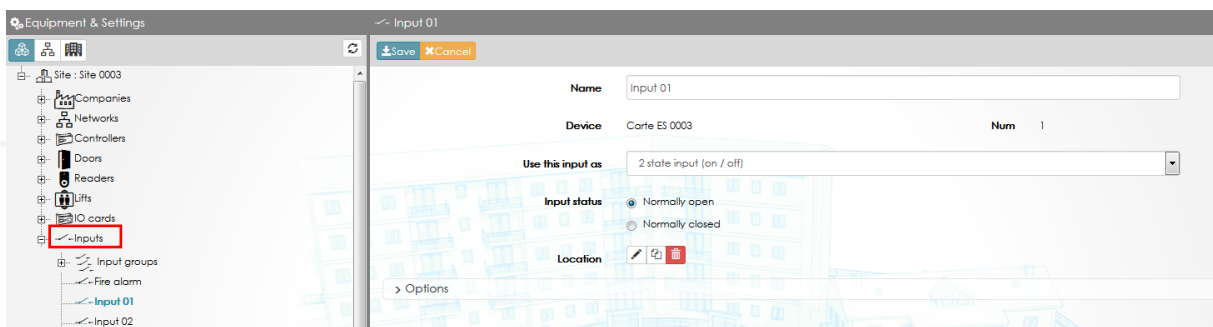 Equipment & Settings
Input 01
Save Cancel
Site : Site 0003
Companies
Networks
Controllers
Doors
Readers
Lifts
IO cards
Inputs
Input groups
Fire alarm
Input 01
Input 02
Name Input 01
Device Carte ES 0003 Num 1
Use this input as 2 state input (on / off)
Input status Normally open
Normally closed
Location
Options